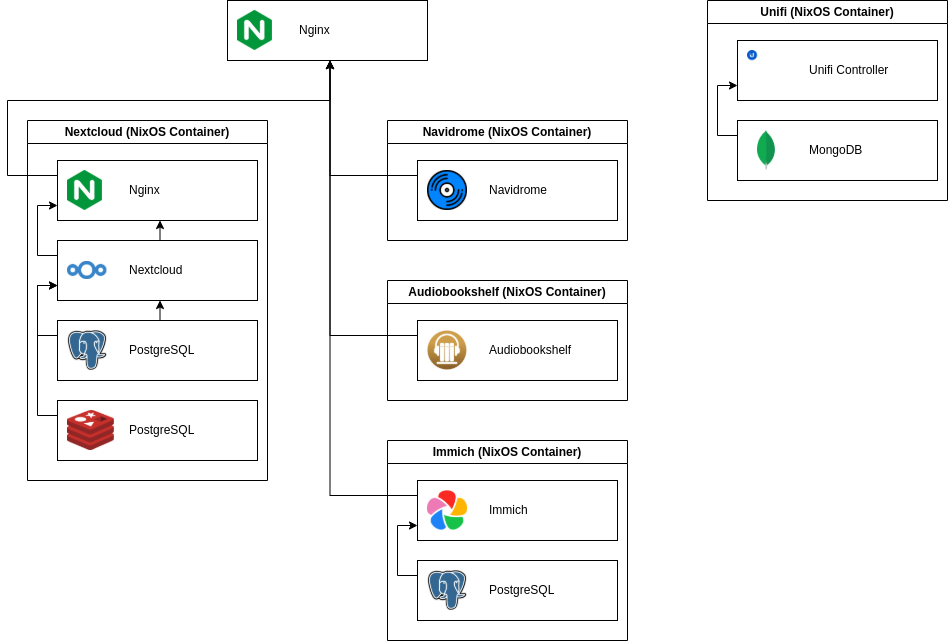 Nginx
Nextcloud (NixOS Container)
Nginx
Nextcloud
PostgreSQL
PostgreSQL
Navidrome (NixOS Container)
Navidrome
Audiobookshelf (NixOS Container)
Audiobookshelf
Immich (NixOS Container)
Immich
PostgreSQL
Unifi (NixOS Container)
Unifi Controller
MongoDB